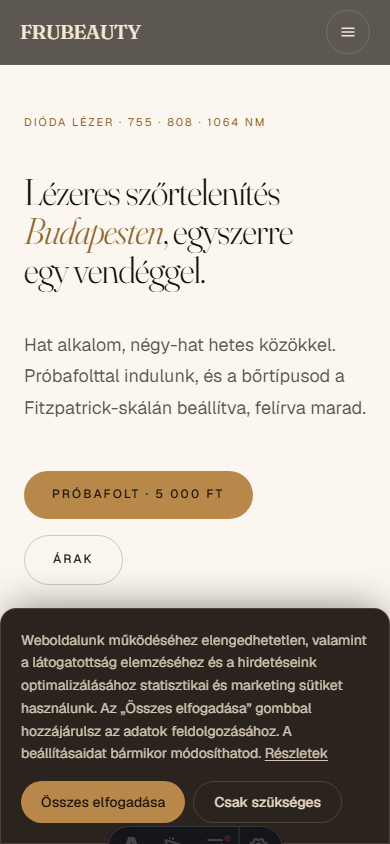 FRUBEAUTY
DIÓDA LÉZER · 755 · 808 · 1064 NM
Lézeres szőrtelenítés
Budapesten, egyszerre
egy vendéggel.
Hat alkalom, négy-hat hetes közökkel.
Próbafolttal indulunk, és a bőrtípusod a
Fitzpatrick-skálán beállítva, felírva marad.
PRÓBAFOLT · 5 000 FT
ÁRAK
Weboldalunk működéséhez elengedhetetlen, valamint
a látogatottság elemzéséhez és a hirdetéseink
optimalizálásához statisztikai és marketing sütiket
használunk. Az „Összes elfogadása” gombbal
hozzájárulsz az adatok feldolgozásához. A
beállításaidat bármikor módosíthatod. Részletek
Összes elfogadása
Csak szükséges